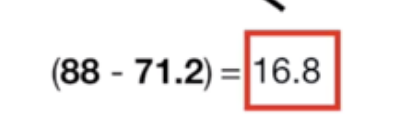 (88 - 71.2) = 16.8